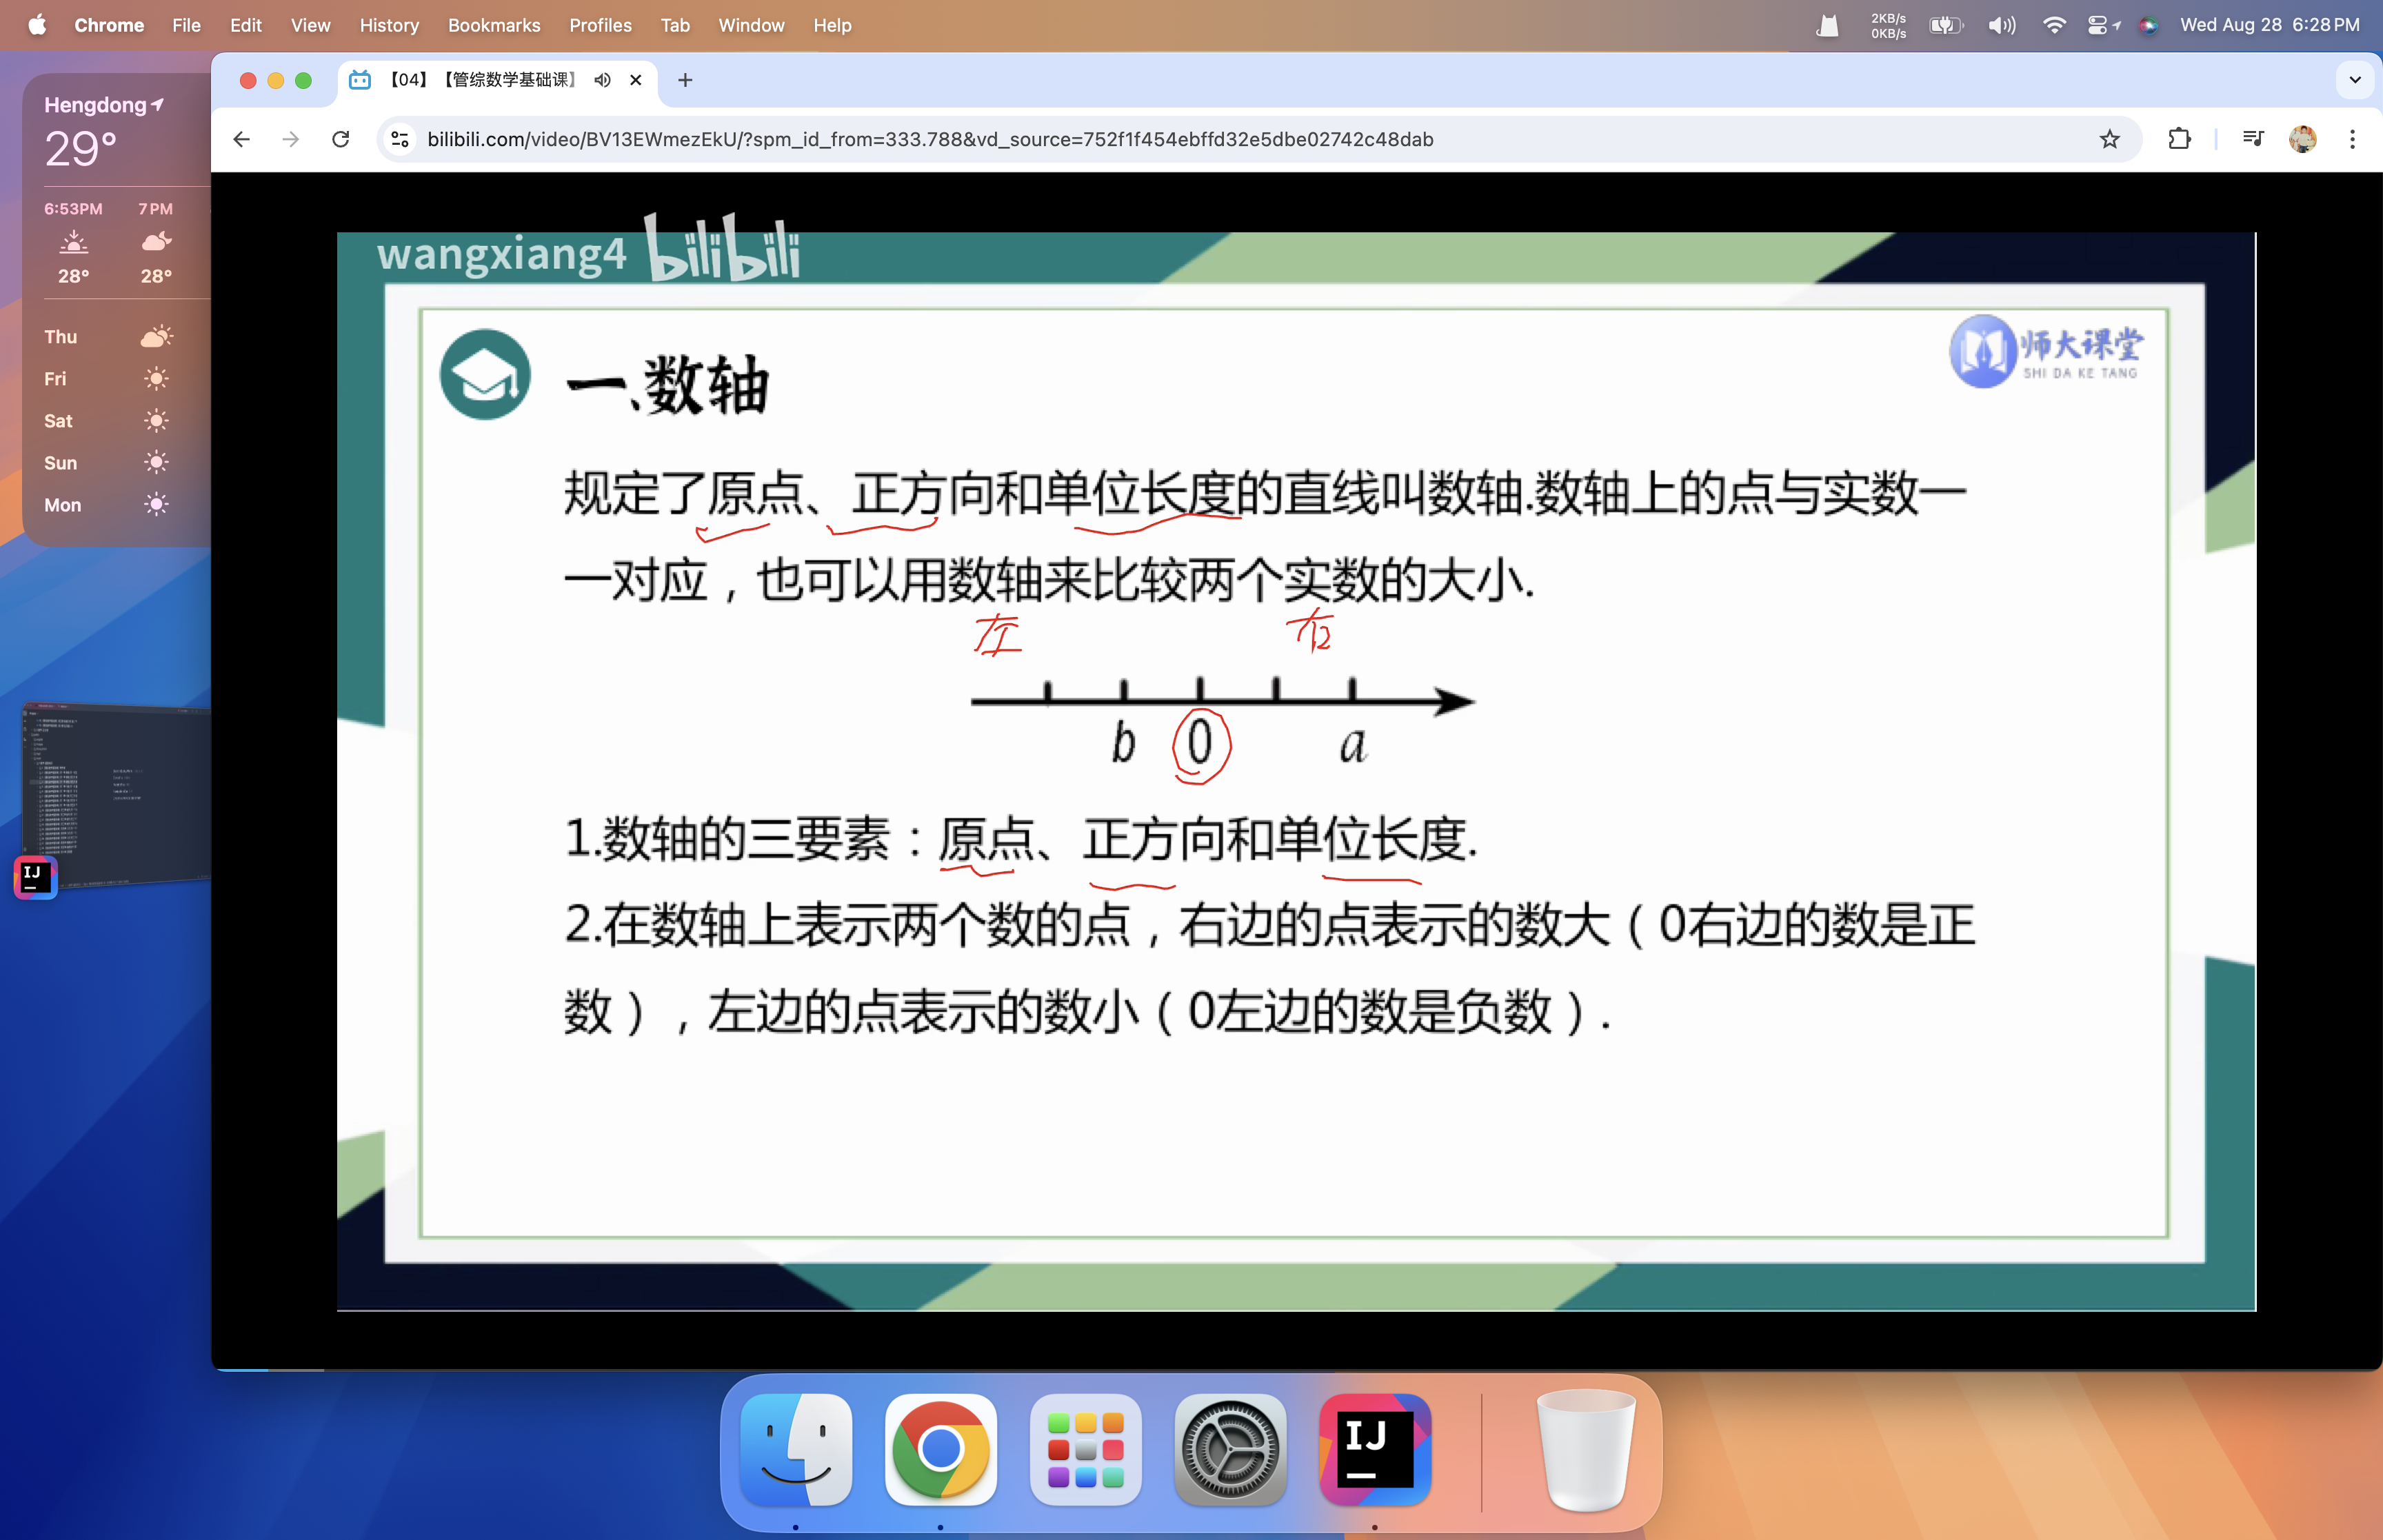 Chrome File Edit View History Bookmarks Profiles Tab Window Help
2KB/s
0KB/s
Wed Aug 28 6:28 PM
【04】【管综数学基础课】
bilibili.com/video/BV13EWmezEkU/?spm_id_from=333.788&vd_source=752f1f454ebffd32e5dbe02742c48dab
Hengdong
29°
6:53PM 7PM
28° 28°
Thu
Fri
Sat
Sun
Mon
wangxiang4 bilibili
师大课堂
SHI DA KE TANG
一.数轴
规定了原点、正方向和单位长度的直线叫数轴.数轴上的点与实数一
一对应，也可以用数轴来比较两个实数的大小.
左 右
b 0 a
1.数轴的三要素：原点、正方向和单位长度.
2.在数轴上表示两个数的点，右边的点表示的数大（0右边的数是正
数），左边的点表示的数小（0左边的数是负数）.
IJ
IJ